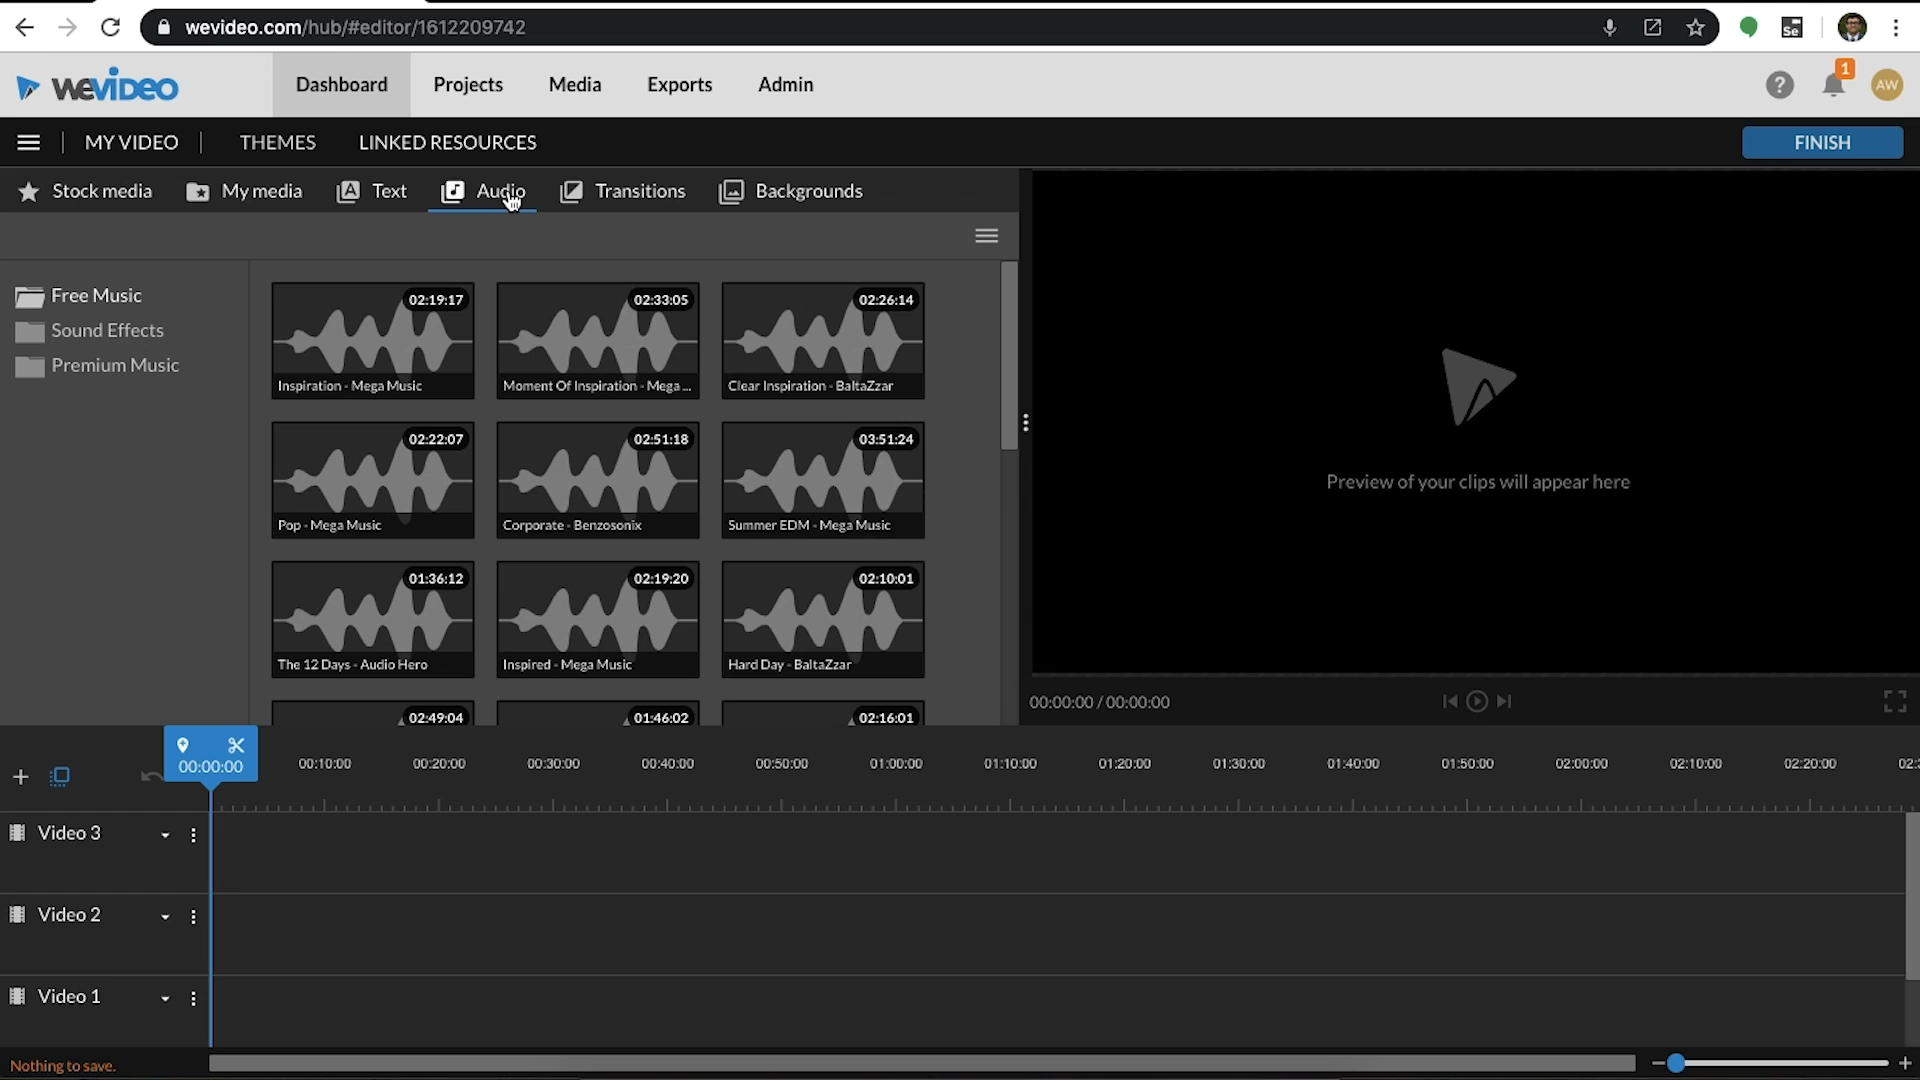 wevideo.com/hub/#editor/1612209742
Se
WEVIDEO
Dashboard
Projects
Media
Exports
Admin
?
1
AW
MY VIDEO
THEMES
LINKED RESOURCES
FINISH
Stock media
My media
Text
Audio
Transitions
Backgrounds
Free Music
Sound Effects
Premium Music
02:19:17
Inspiration - Mega Music
02:33:05
Moment Of Inspiration - Mega ...
02:26:14
Clear Inspiration - BaltaZzar
02:22:07
Pop - Mega Music
02:51:18
Corporate - Benzosonix
03:51:24
Summer EDM - Mega Music
01:36:12
The 12 Days - Audio Hero
02:19:20
Inspired - Mega Music
02:10:01
Hard Day - BaltaZzar
02:49:04
01:46:02
02:16:01
Preview of your clips will appear here
00:00:00 / 00:00:00
00:00:00
00:10:00
00:20:00
00:30:00
00:40:00
00:50:00
01:00:00
01:10:00
01:20:00
01:30:00
01:40:00
01:50:00
02:00:00
02:10:00
02:20:00
Video 3
Video 2
Video 1
Nothing to save.